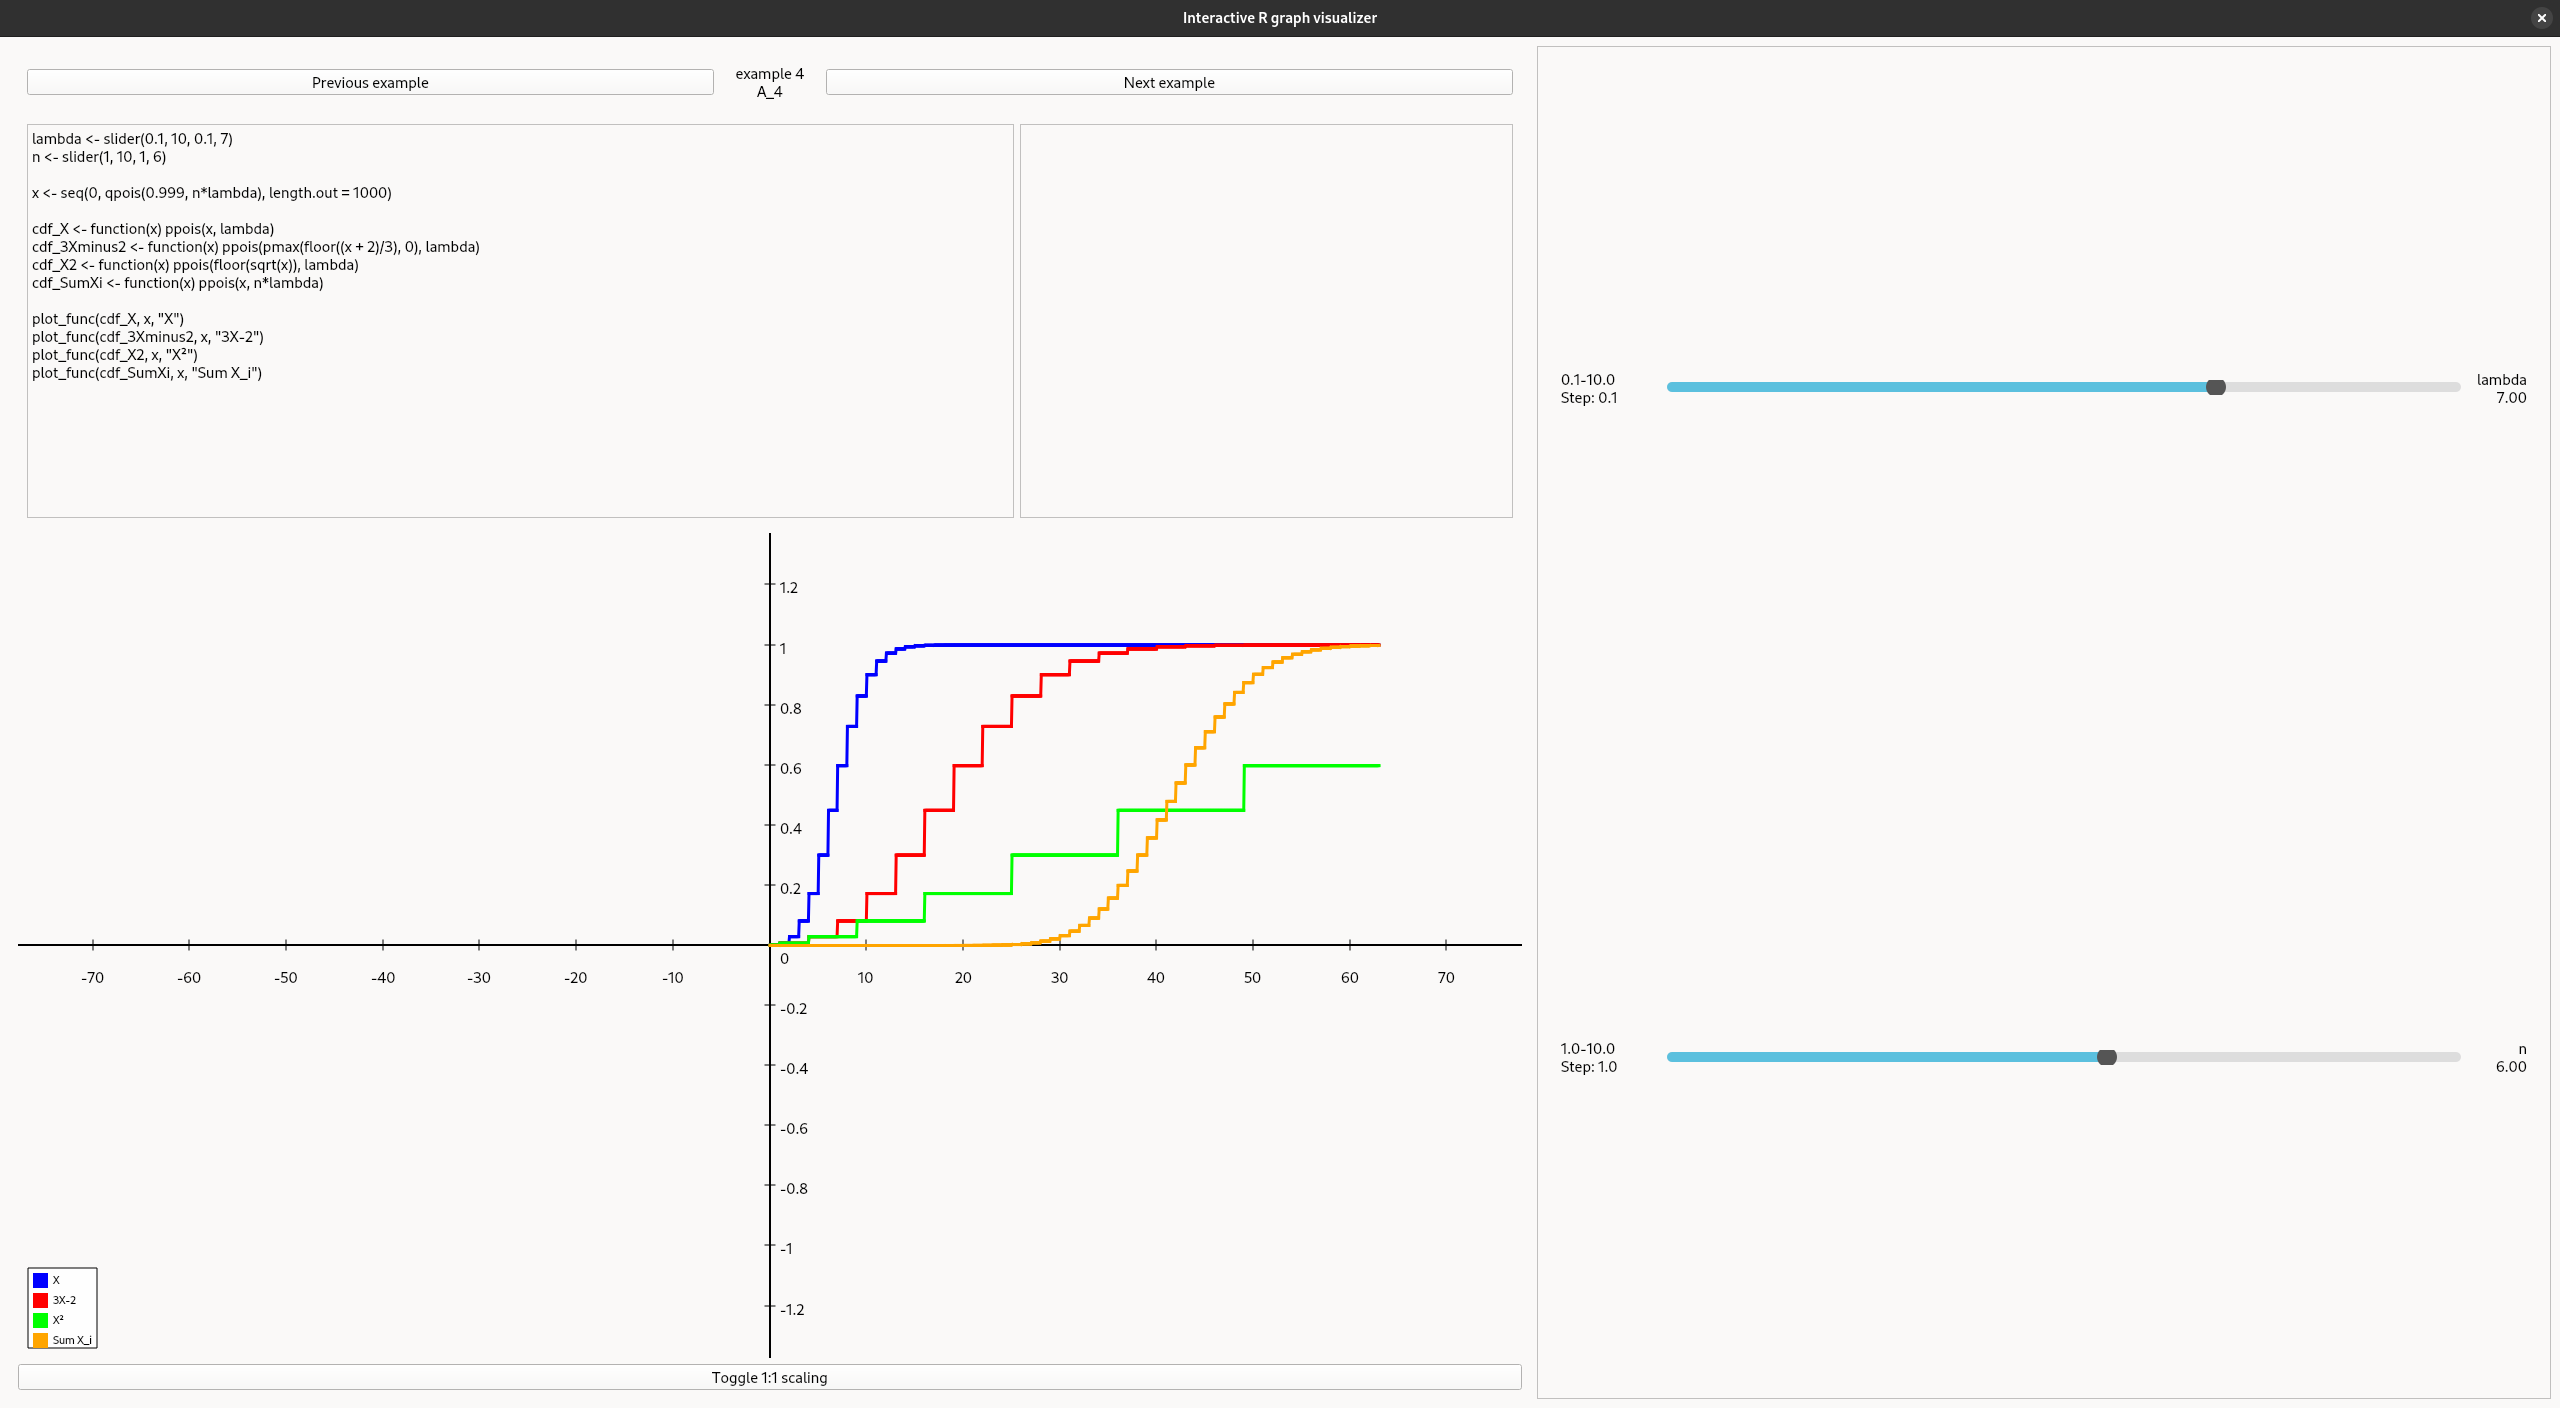 Interactive R graph visualizer
Previous example
example 4
A_4
Next example
lambda <- slider(0.1, 10, 0.1, 7)
n <- slider(1, 10, 1, 6)
x <- seq(0, qpois(0.999, n*lambda), length.out = 1000)
cdf_X <- function(x) ppois(x, lambda)
cdf_3Xminus2 <- function(x) ppois(pmax(floor((x + 2)/3), 0), lambda)
cdf_X2 <- function(x) ppois(floor(sqrt(x)), lambda)
cdf_SumXi <- function(x) ppois(x, n*lambda)
plot_func(cdf_X, x, "X")
plot_func(cdf_3Xminus2, x, "3X-2")
plot_func(cdf_X2, x, "X²")
plot_func(cdf_SumXi, x, "Sum X_i")
1.2
1
0.8
0.6
0.4
0.2
0
-70 -60 -50 -40 -30 -20 -10 10 20 30 40 50 60 70
-0.2
-0.4
-0.6
-0.8
-1
-1.2
X
3X-2
X²
Sum X_i
Toggle 1:1 scaling
0.1-10.0
Step: 0.1
lambda
7.00
1.0-10.0
Step: 1.0
n
6.00